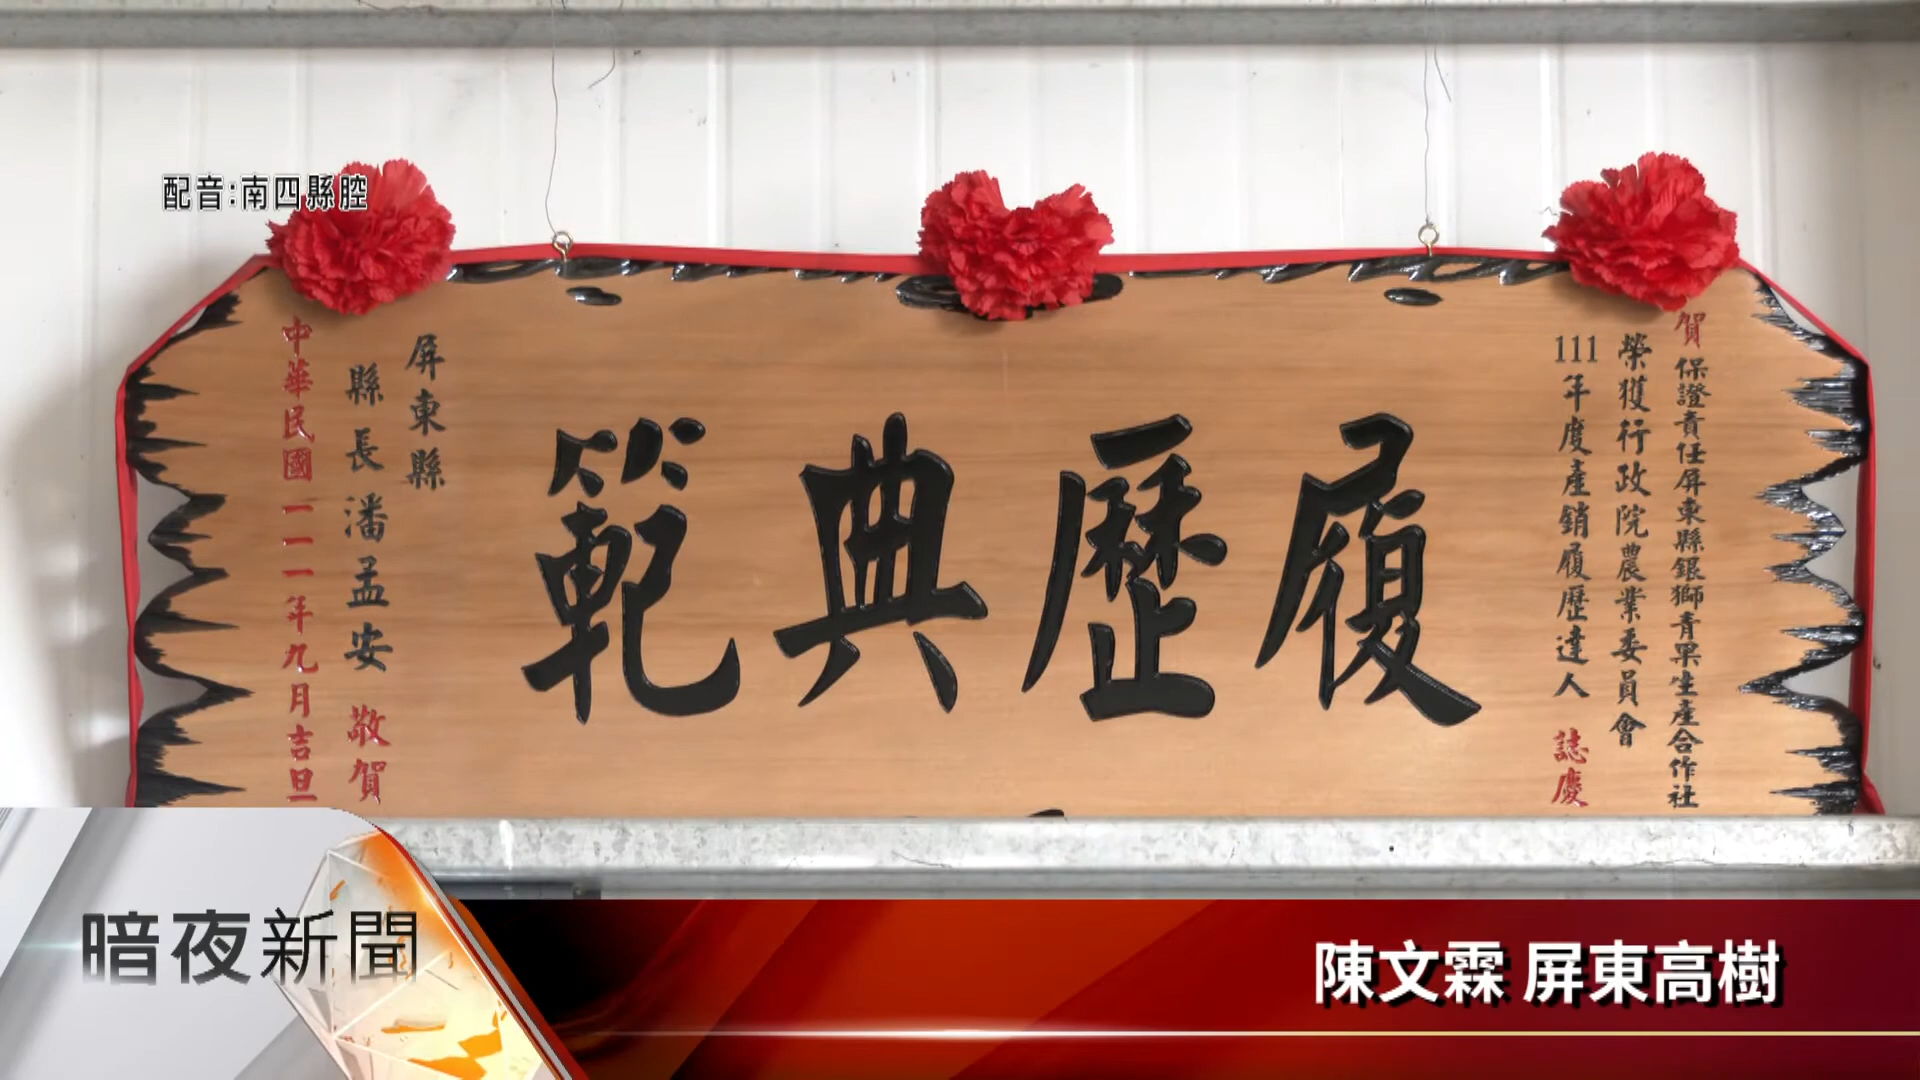 配音:南四縣腔
賀 保證責任屏東縣銀獅青果生產合作社
榮獲行政院農業委員會
111年度產銷履歷達人 誌慶
履歷典範
屏東縣
縣長潘孟安 敬賀
中華民國一一一年九月吉旦
暗夜新聞
陳文霖 屏東高樹